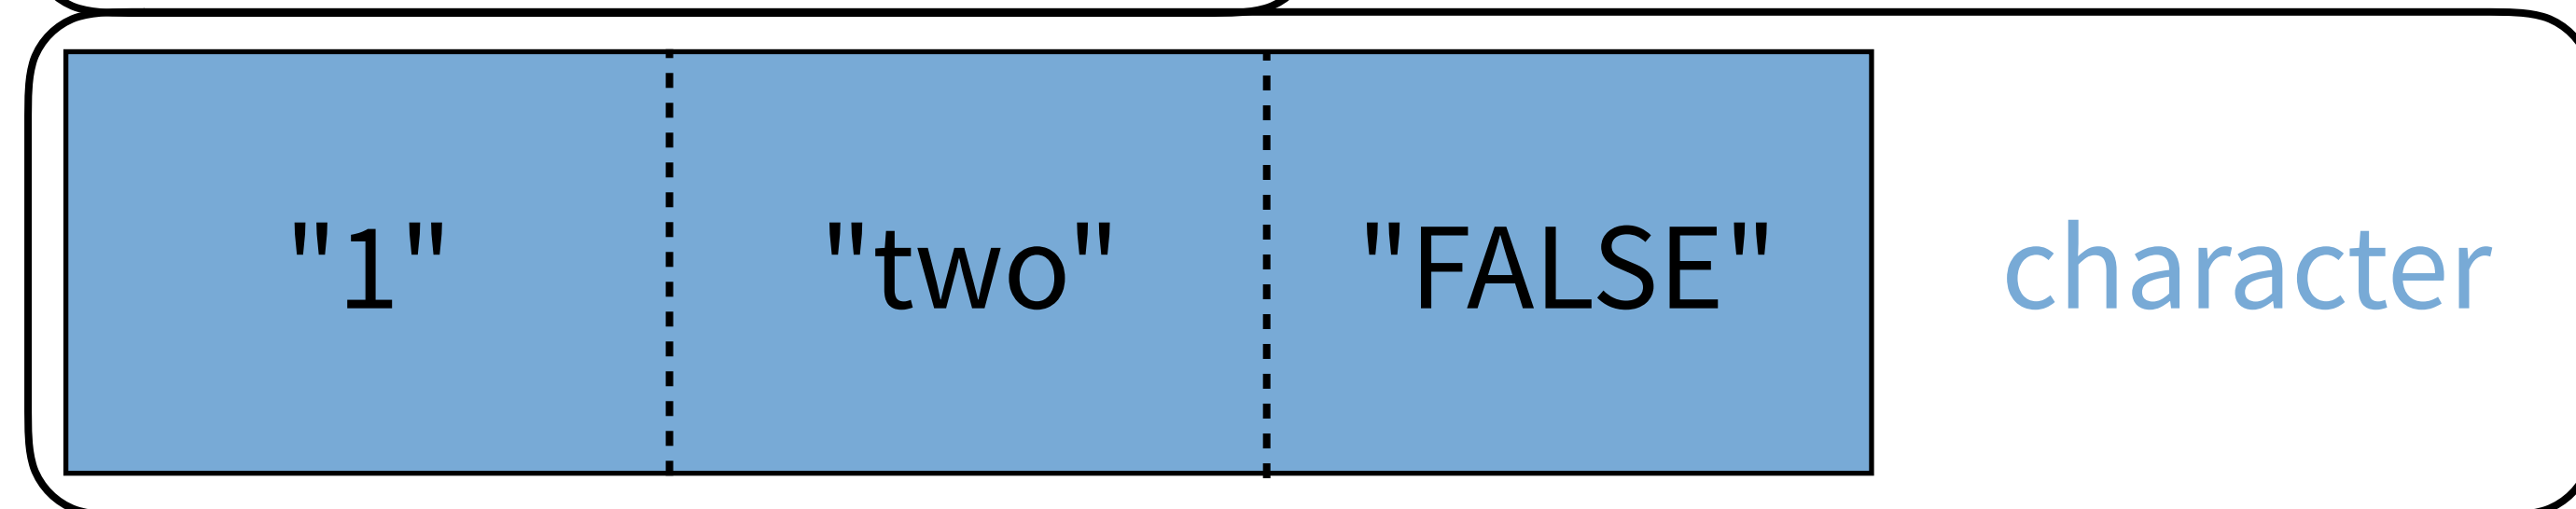 "1" "two" "FALSE" character